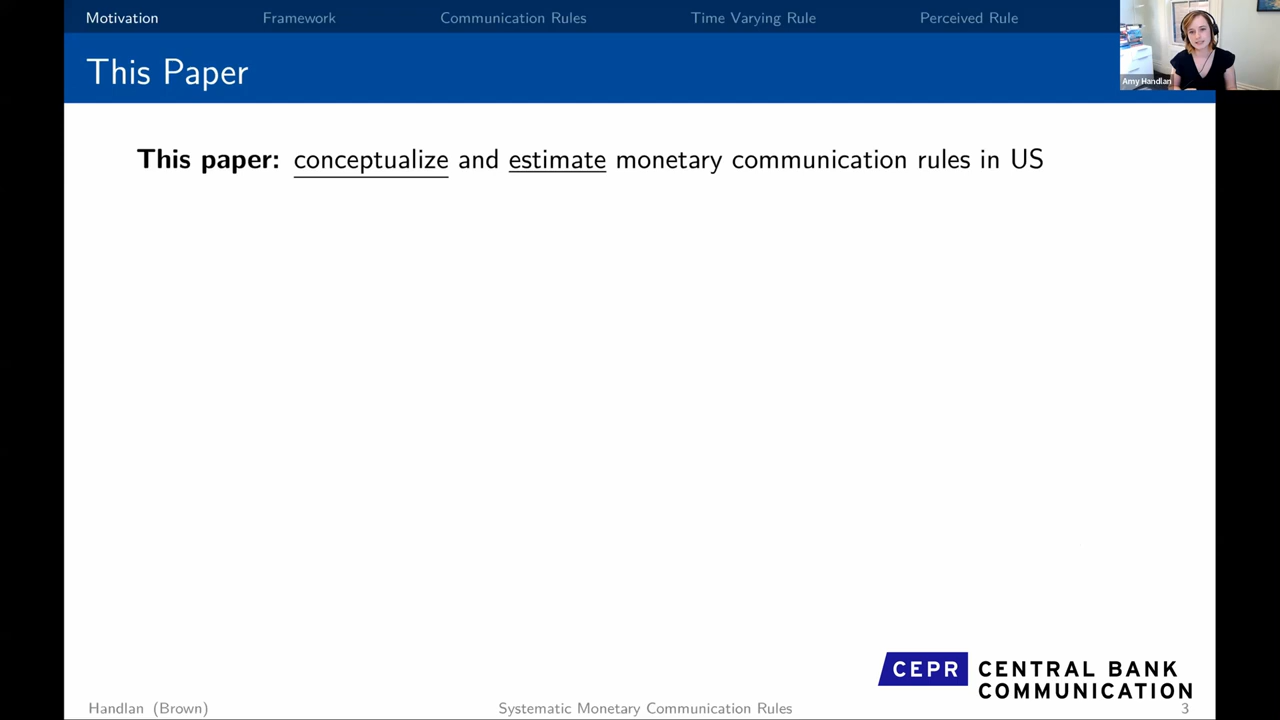 Motivation Framework Communication Rules Time Varying Rule Perceived Rule
This Paper
Amy Handlan
This paper: conceptualize and estimate monetary communication rules in US
CEPR CENTRAL BANK COMMUNICATION
Handlan (Brown) Systematic Monetary Communication Rules 3